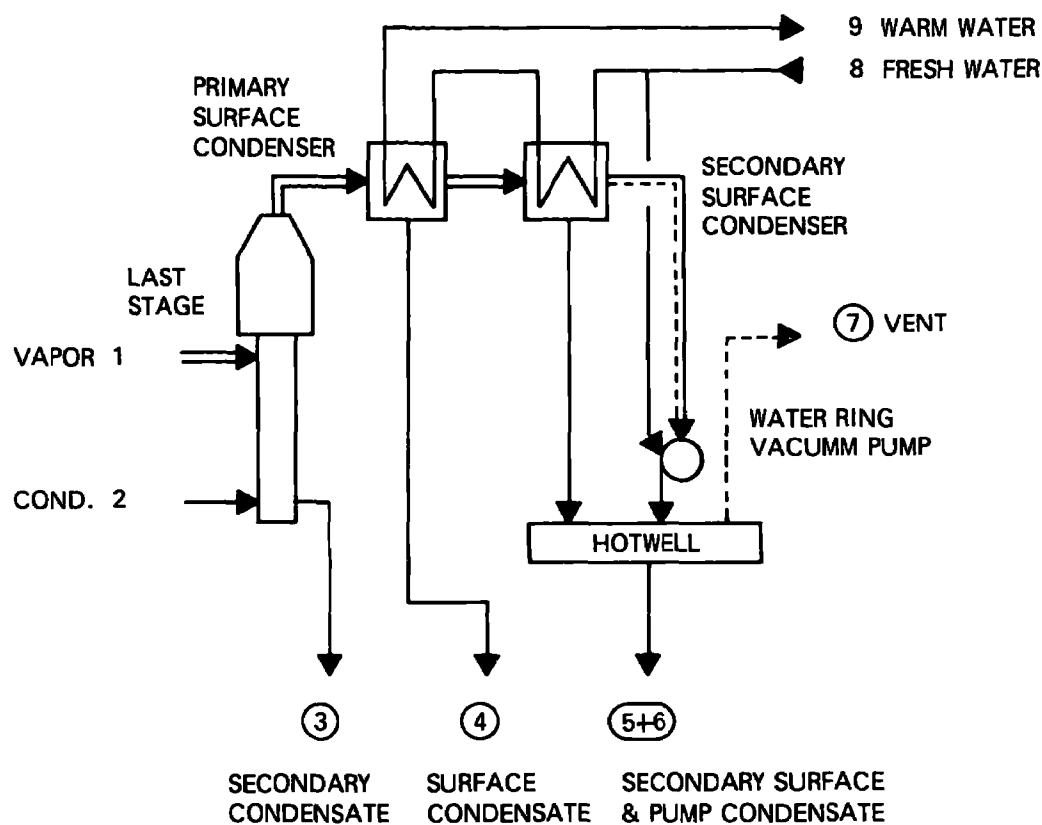 9 WARM WATER
8 FRESH WATER
PRIMARY
SURFACE
CONDENSER
SECONDARY
SURFACE
CONDENSER
LAST
STAGE
7 VENT
VAPOR 1
WATER RING
VACUMM PUMP
COND. 2
HOTWELL
3
4
5+6
SECONDARY
CONDENSATE
SURFACE
CONDENSATE
SECONDARY SURFACE
& PUMP CONDENSATE